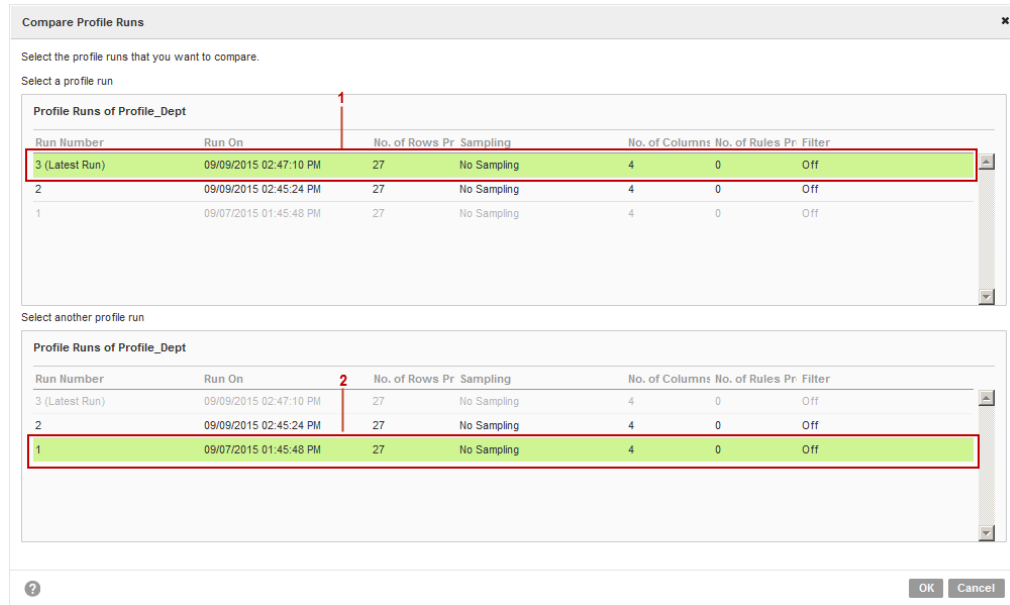 Compare Profile Runs
Select the profile runs that you want to compare.
Select a profile run
1
Profile Runs of Profile_Dept
Run Number Run On No. of Rows Pr Sampling No. of Columns No. of Rules Pr Filter
3 (Latest Run) 09/09/2015 02:47:10 PM 27 No Sampling 4 0 Off
2 09/09/2015 02:45:24 PM 27 No Sampling 4 0 Off
1 09/07/2015 01:45:48 PM 27 No Sampling 4 0 Off
Select another profile run
Profile Runs of Profile_Dept
Run Number Run On 2 No. of Rows Pr Sampling No. of Columns No. of Rules Pr Filter
3 (Latest Run) 09/09/2015 02:47:10 PM 27 No Sampling 4 0 Off
2 09/09/2015 02:45:24 PM 27 No Sampling 4 0 Off
1 09/07/2015 01:45:48 PM 27 No Sampling 4 0 Off
? OK Cancel